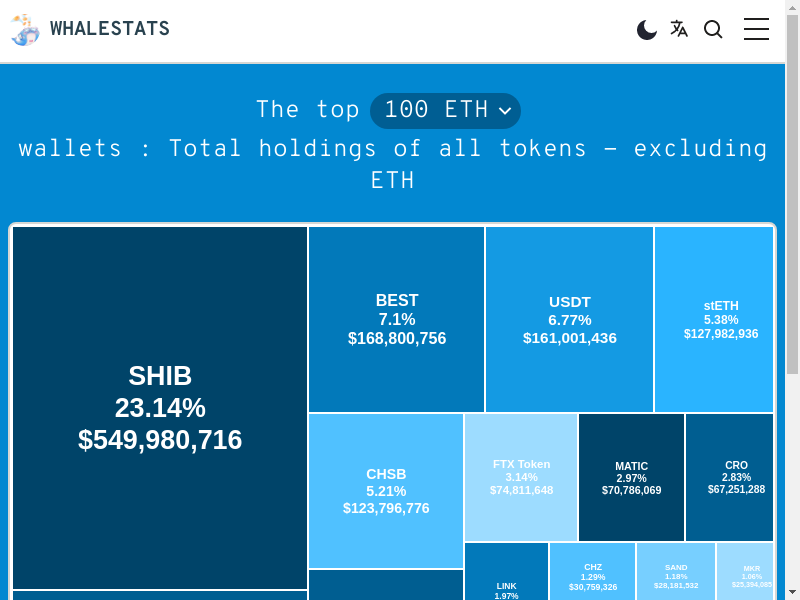 WHALESTATS
The top 100 ETH
wallets : Total holdings of all tokens – excluding
ETH
SHIB
23.14%
$549,980,716
BEST
7.1%
$168,800,756
USDT
6.77%
$161,001,436
stETH
5.38%
$127,982,936
CHSB
5.21%
$123,796,776
FTX Token
3.14%
$74,811,648
MATIC
2.97%
$70,786,069
CRO
2.83%
$67,251,288
LINK
1.97%
CHZ
1.29%
$30,759,326
SAND
1.18%
$28,181,532
MKR
1.06%
$25,394,085